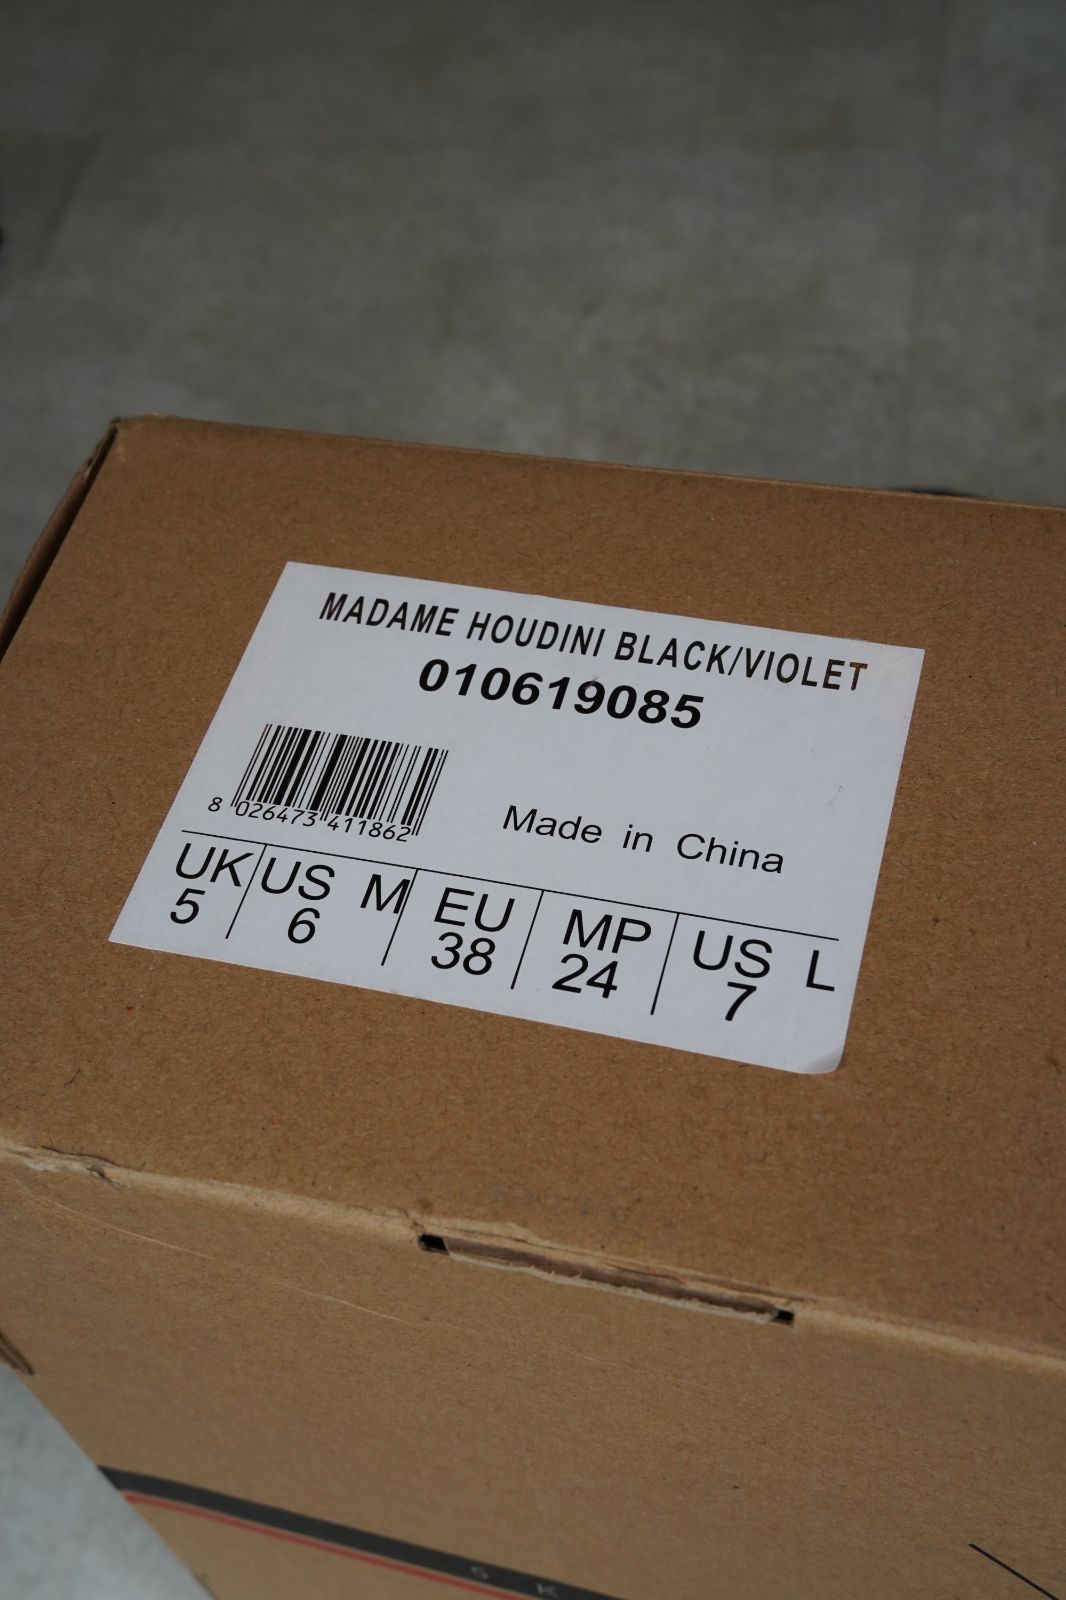 MADAME HOUDINI BLACK/VIOLET
010619085
8 026473 411862
Made in China
UK US M EU MP US L
5 6 38 24 7
S K